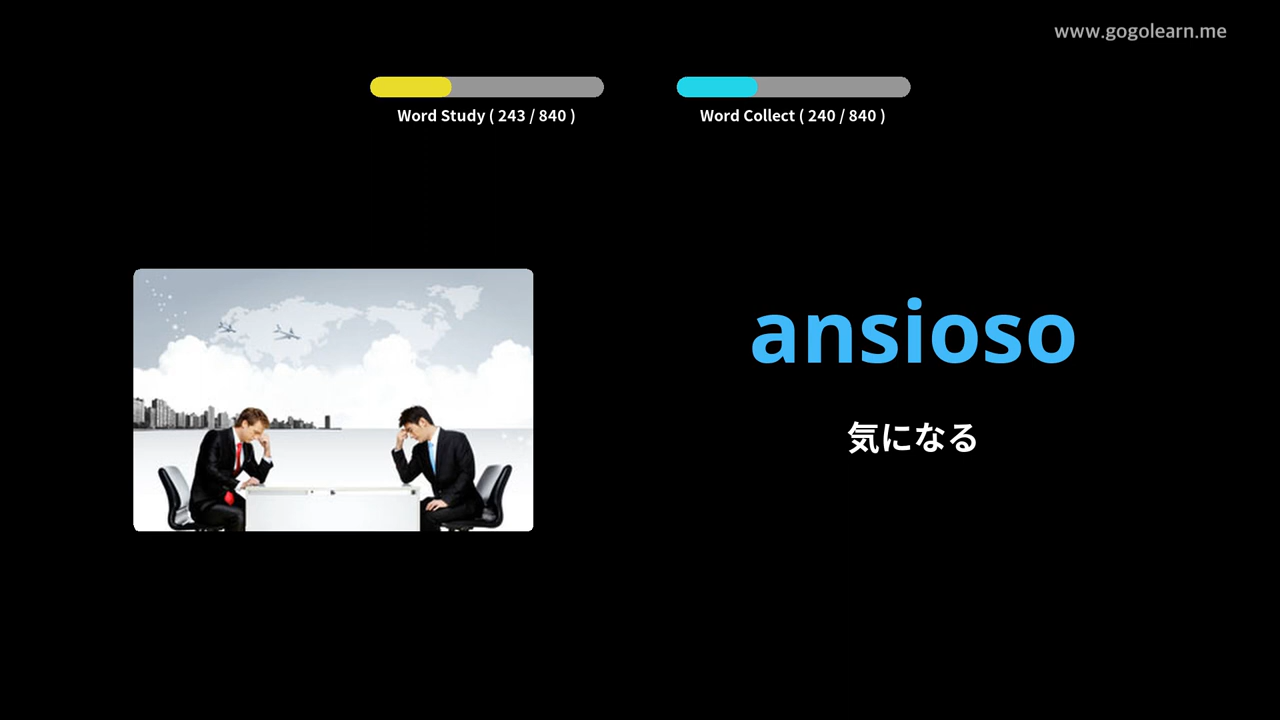 www.gogolearn.me
Word Study ( 243 / 840 )
Word Collect ( 240 / 840 )
ansioso
気になる